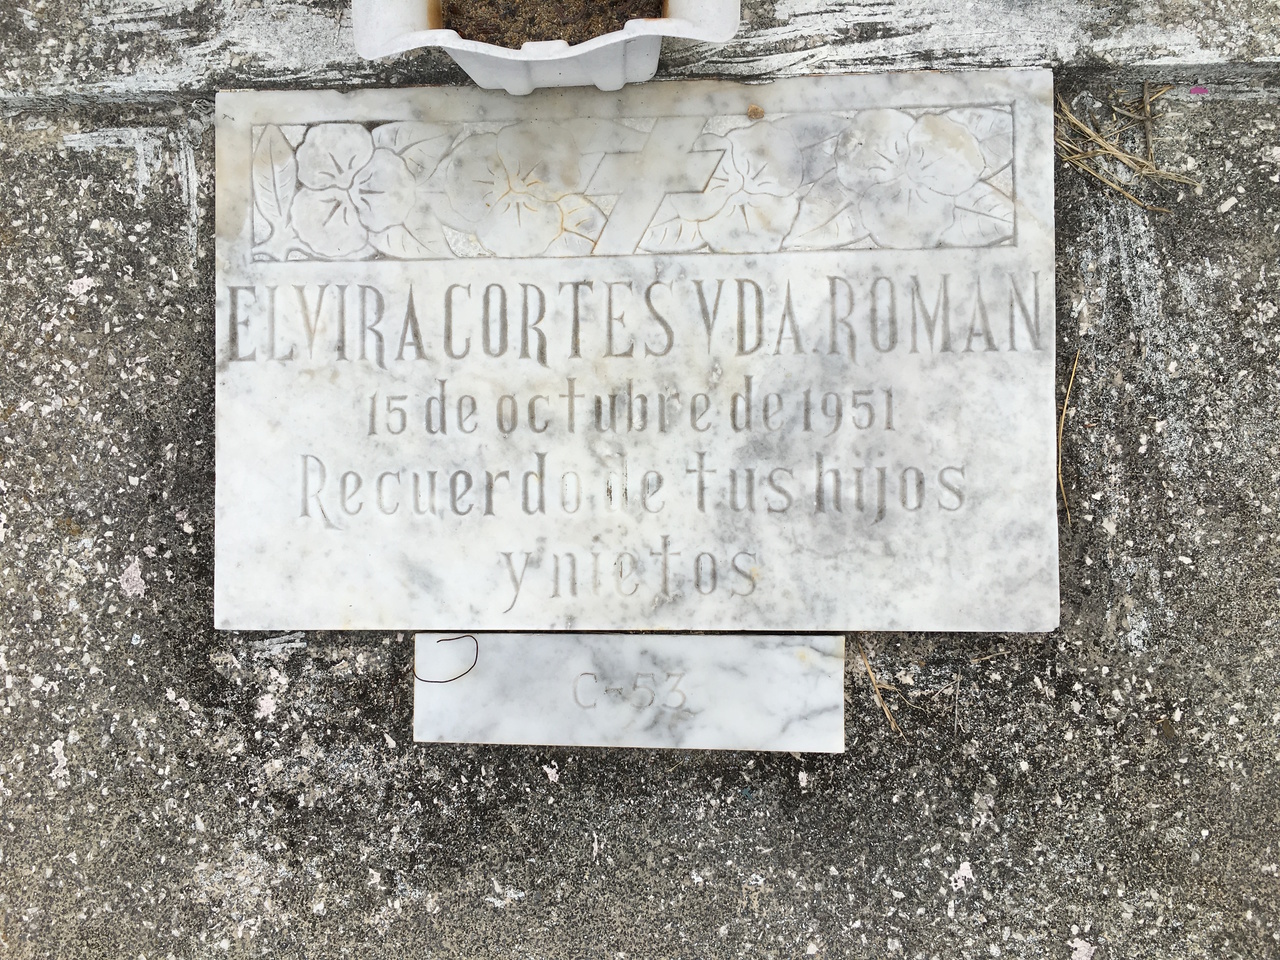 ELVIRA CORTES VDA. ROMAN
15 de octubre de 1951
Recuerdo de tus hijos
y nietos
C-53